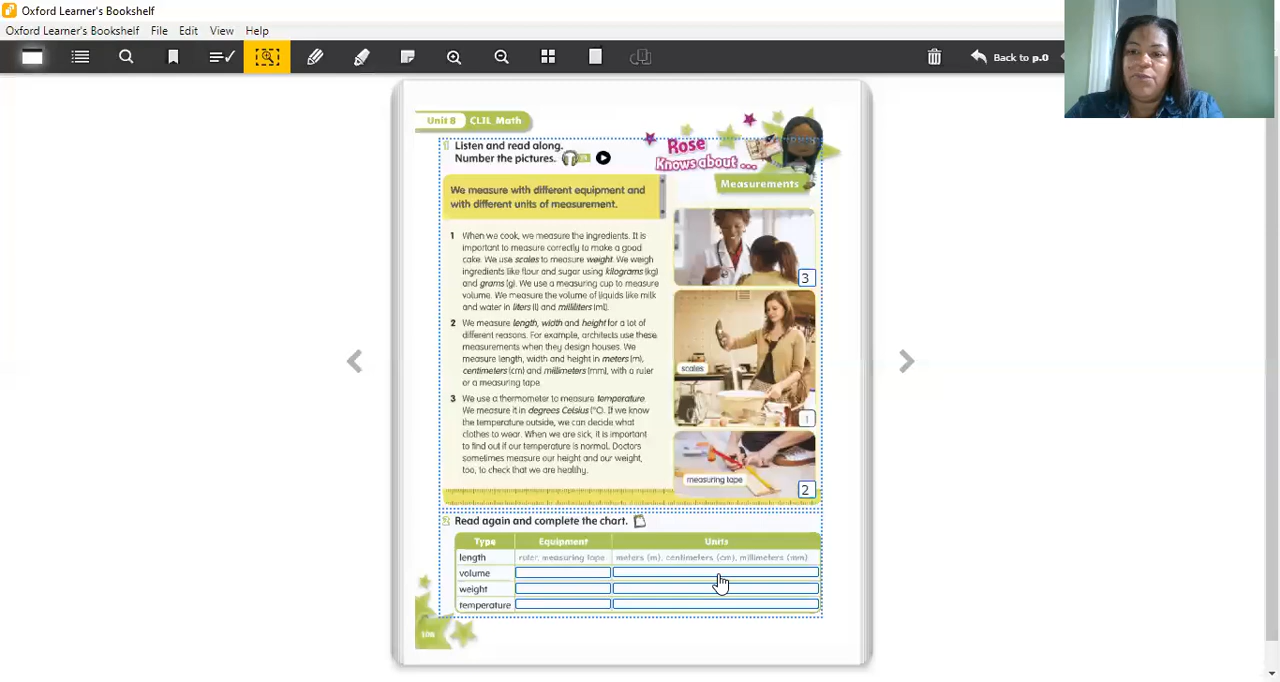 Oxford Learner's Bookshelf
Oxford Learner's Bookshelf File Edit View Help
Back to p.0
Unit 8 CLIL Math
1 Listen and read along.
Number the pictures.
Rose
Knows about ...
Measurements
We measure with different equipment and
with different units of measurement.
1 When we cook, we measure the ingredients. It is
important to measure correctly to make a good
cake. We use scales to measure weight. We weigh
ingredients like flour and sugar using kilograms (kg)
and grams (g). We use a measuring cup to measure
volume. We measure the volume of liquids like milk
and water in liters (l) and milliliters (ml).
2 We measure length, width and height for a lot of
different reasons. For example, architects use these
measurements when they design houses. We
measure length, width and height in meters (m),
centimeters (cm) and millimeters (mm), with a ruler
or a measuring tape.
3 We use a thermometer to measure temperature.
We measure it in degrees Celsius (°C). If we know
the temperature outside, we can decide what
clothes to wear. When we are sick, it is important
to find out if our temperature is normal. Doctors
sometimes measure our height and our weight,
too, to check that we are healthy.
3
scales
1
measuring tape
2
2 Read again and complete the chart.
Type Equipment Units
length ruler, measuring tape meters (m), centimeters (cm), millimeters (mm)
volume
weight
temperature
108